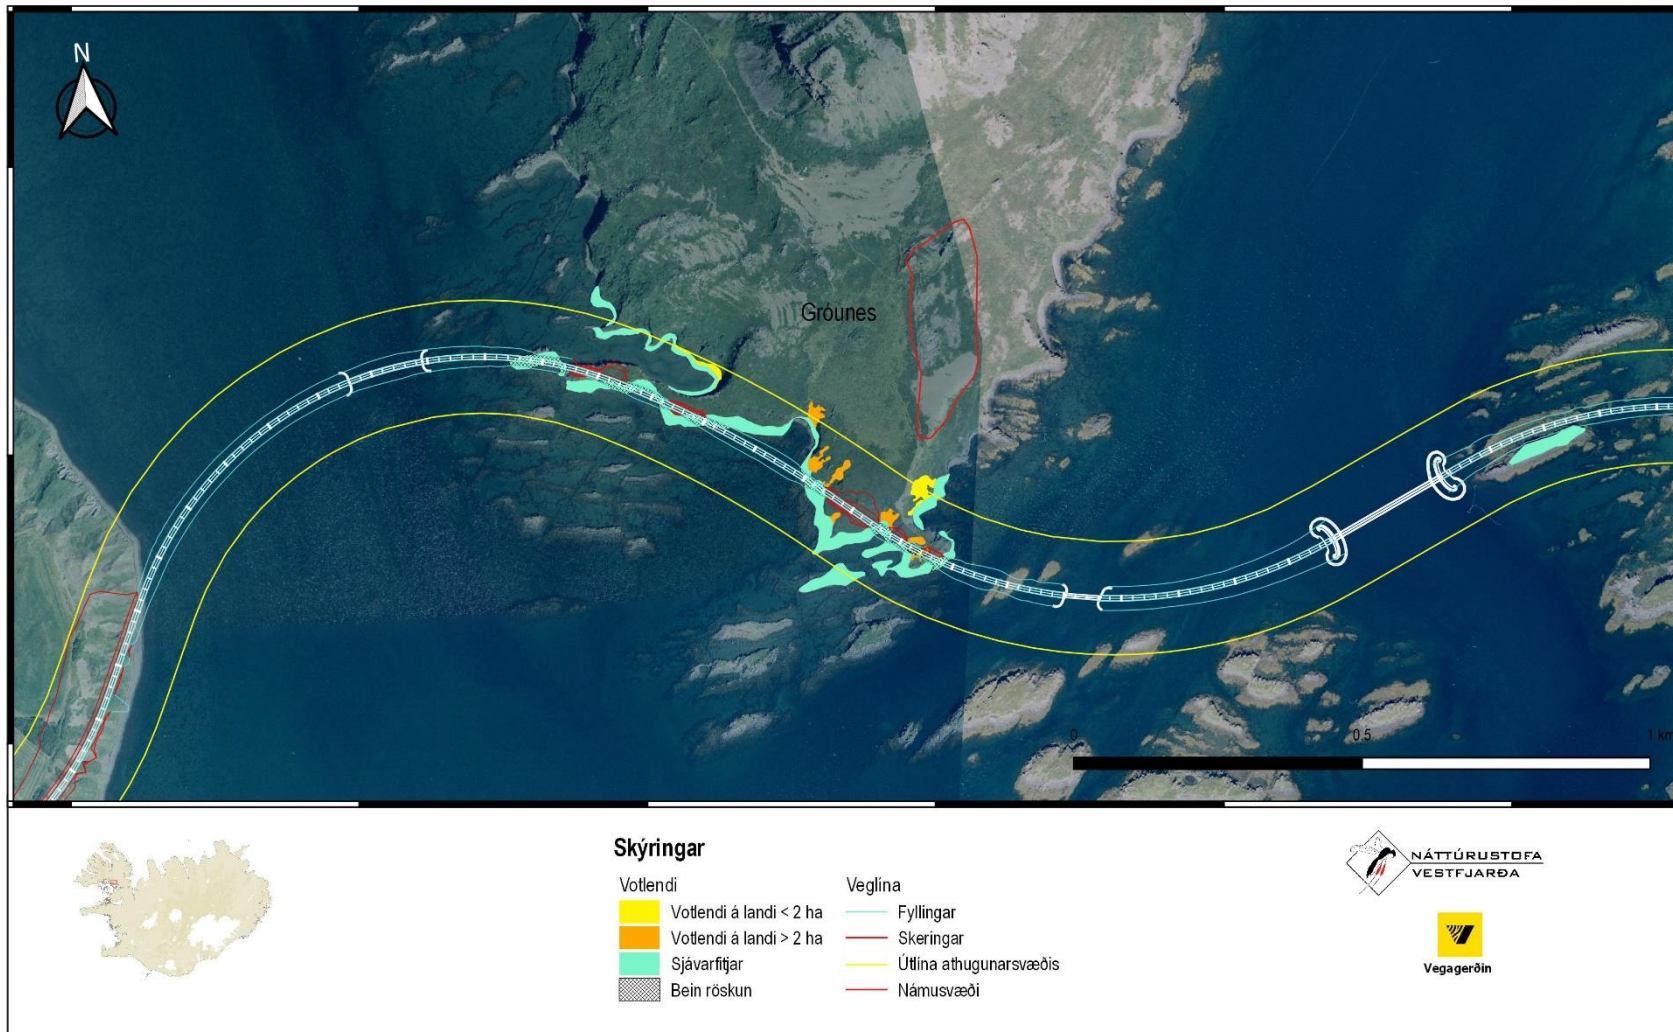 N
Gróunes
0 0.5 1 km
Skýringar
Votlendi
Votlendi á landi < 2 ha
Votlendi á landi > 2 ha
Sjávarfitjar
Bein röskun
Veglína
Fyllingar
Skeringar
Útlína athugunarsvæðis
Námusvæði
NÁTTÚRUSTOFA
VESTFJARÐA
Vegagerðin